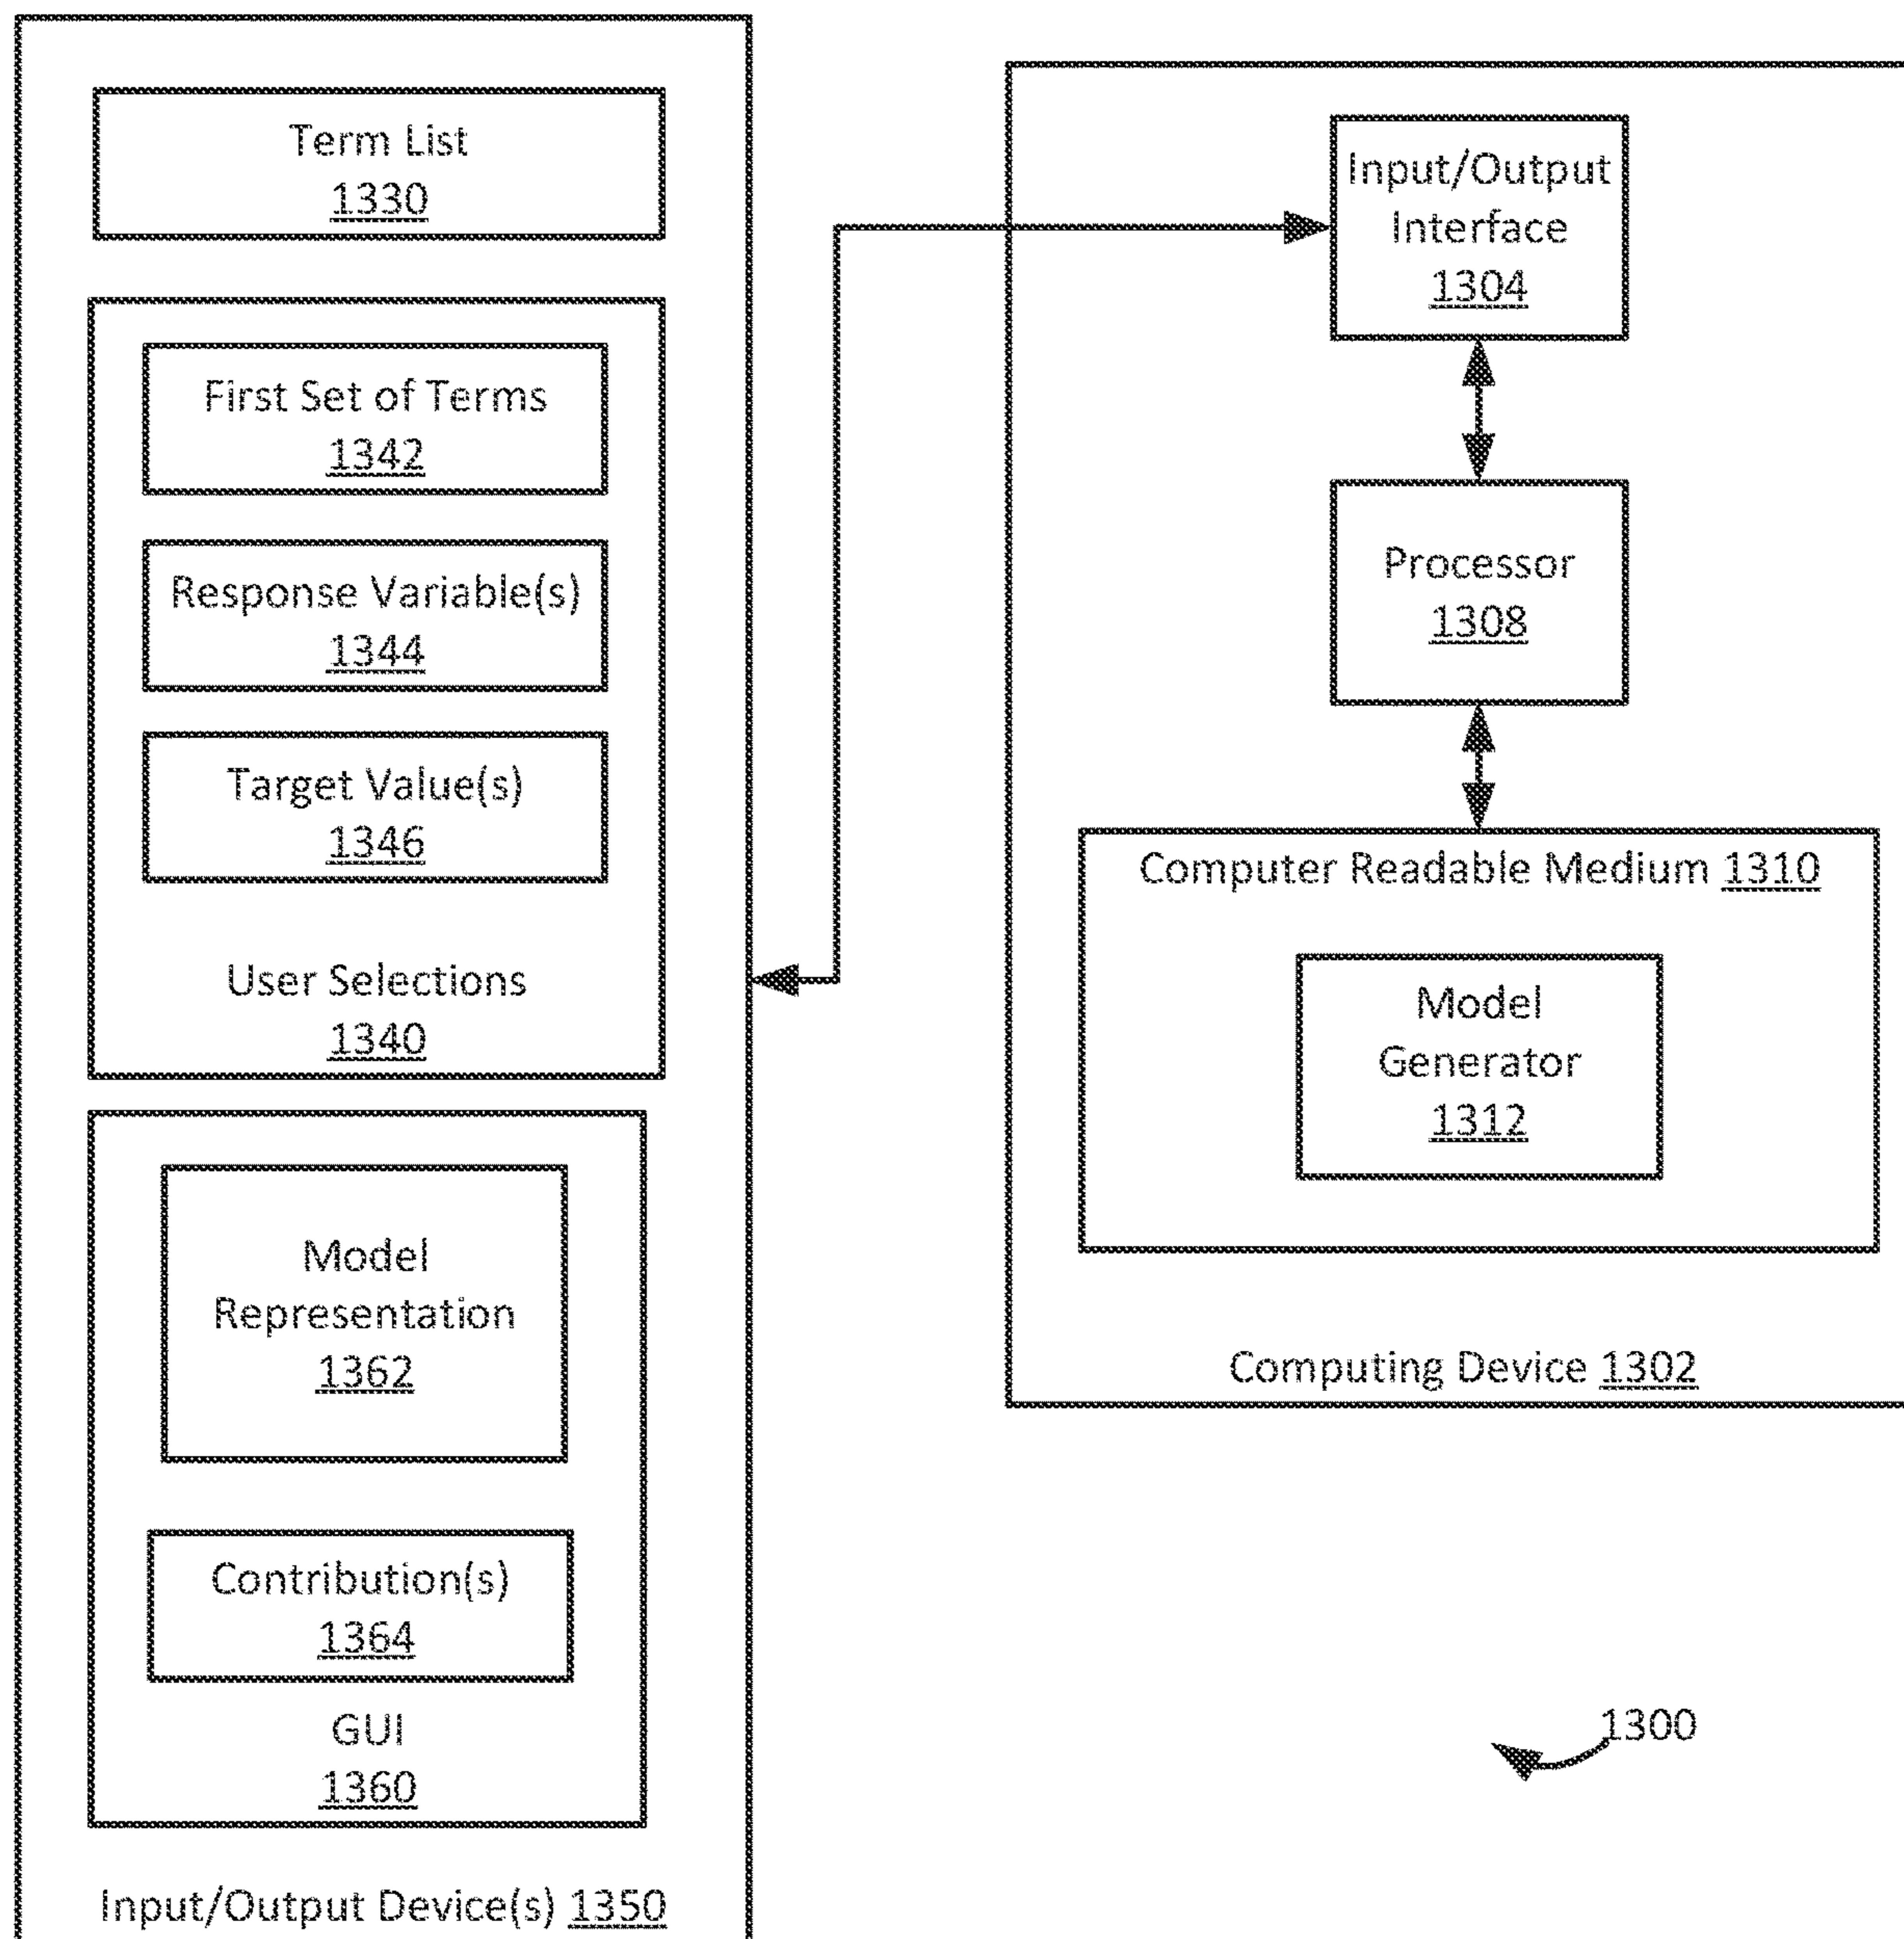 Term List
1330
First Set of Terms
1342
Response Variable(s)
1344
Target Value(s)
1346
User Selections
1340
Model
Representation
1362
Contribution(s)
1364
GUI
1360
Input/Output Device(s) 1350
Input/Output
Interface
1304
Processor
1308
Computer Readable Medium 1310
Model
Generator
1312
Computing Device 1302
1300